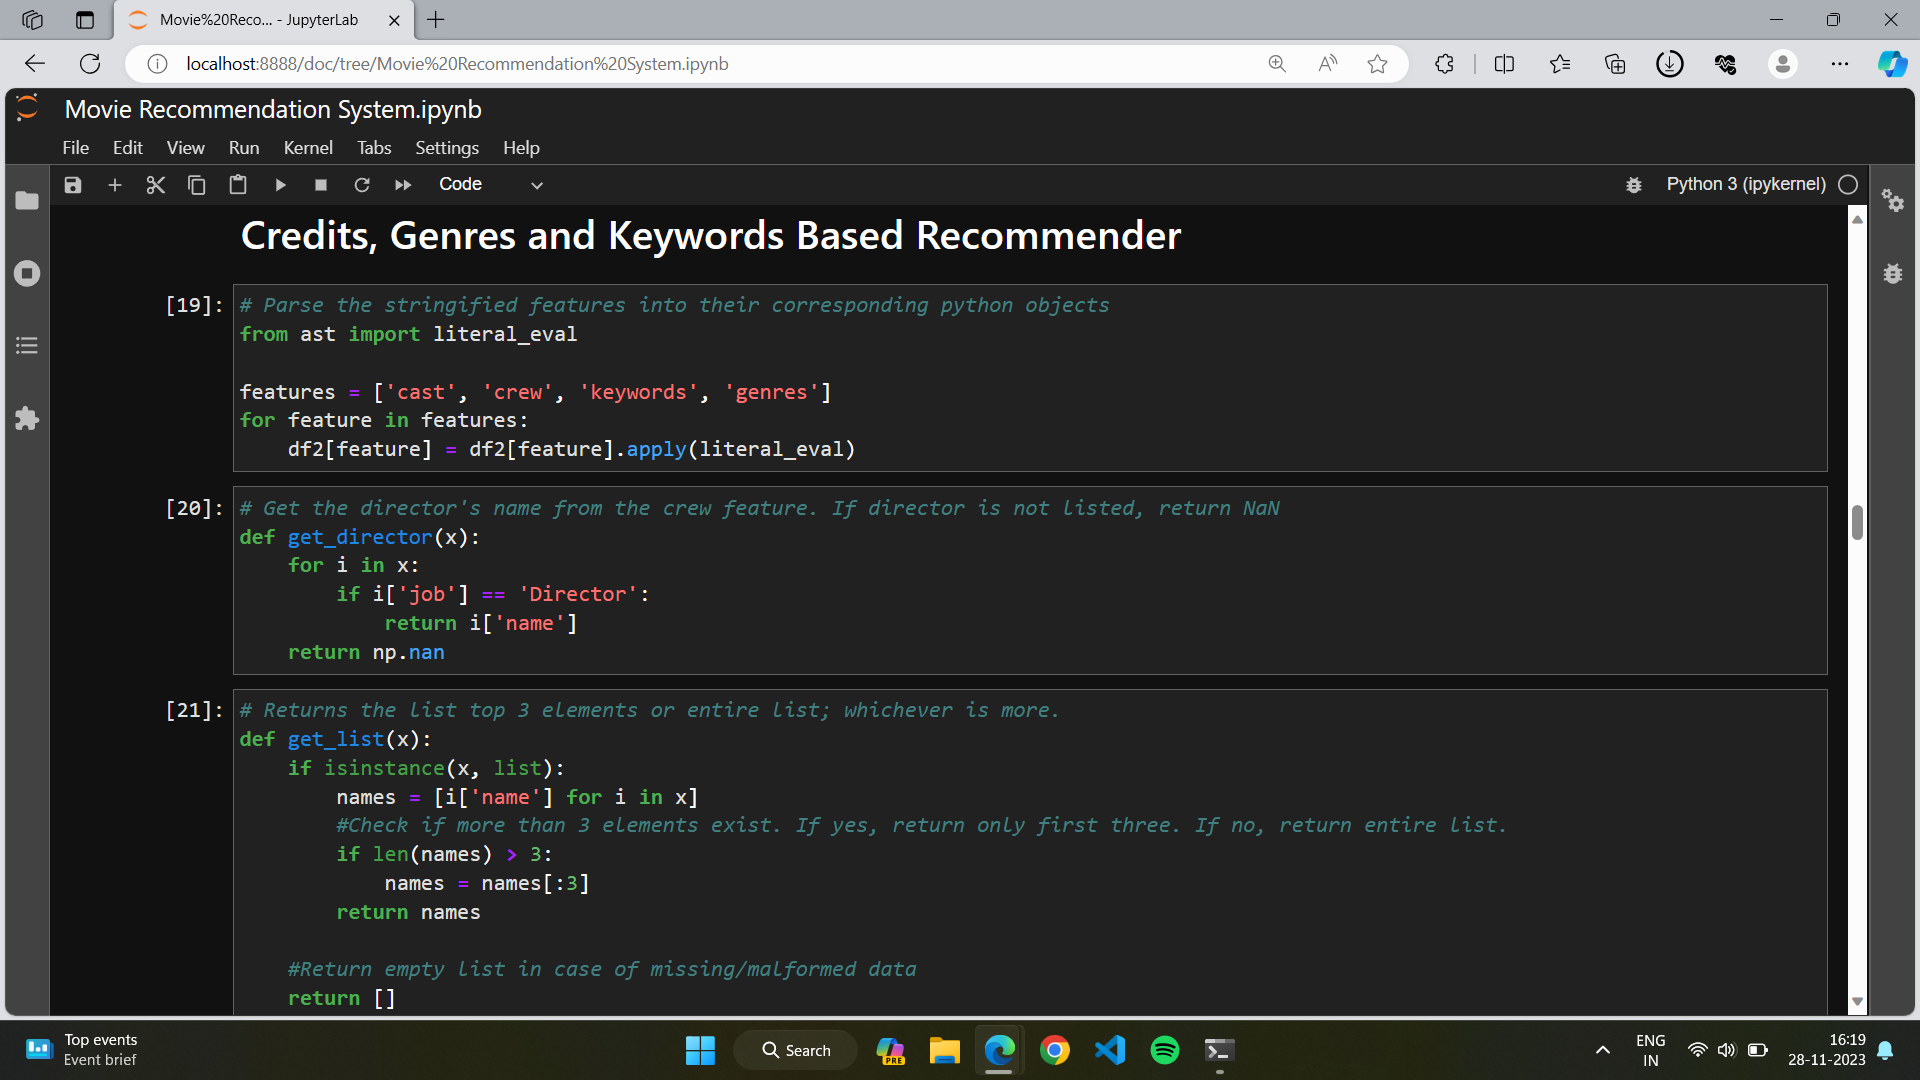 Movie%20Reco... - JupyterLab
localhost:8888/doc/tree/Movie%20Recommendation%20System.ipynb
Movie Recommendation System.ipynb
File Edit View Run Kernel Tabs Settings Help
Code
Python 3 (ipykernel)
Credits, Genres and Keywords Based Recommender
[19]:
# Parse the stringified features into their corresponding python objects
from ast import literal_eval
features = ['cast', 'crew', 'keywords', 'genres']
for feature in features:
    df2[feature] = df2[feature].apply(literal_eval)
[20]:
# Get the director's name from the crew feature. If director is not listed, return NaN
def get_director(x):
    for i in x:
        if i['job'] == 'Director':
            return i['name']
    return np.nan
[21]:
# Returns the list top 3 elements or entire list; whichever is more.
def get_list(x):
    if isinstance(x, list):
        names = [i['name'] for i in x]
        #Check if more than 3 elements exist. If yes, return only first three. If no, return entire list.
        if len(names) > 3:
            names = names[:3]
        return names
    #Return empty list in case of missing/malformed data
    return []
Top events
Event brief
Search
PRE
ENG
IN
16:19
28-11-2023